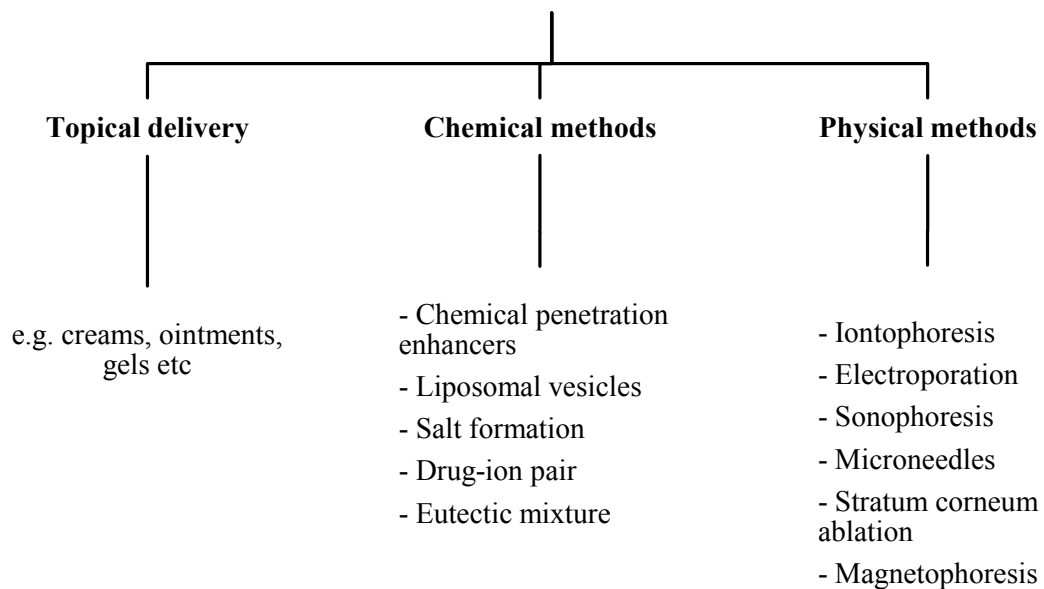 Topical delivery
Chemical methods
Physical methods
e.g. creams, ointments,
gels etc
- Chemical penetration
enhancers
- Liposomal vesicles
- Salt formation
- Drug-ion pair
- Eutectic mixture
- Iontophoresis
- Electroporation
- Sonophoresis
- Microneedles
- Stratum corneum
ablation
- Magnetophoresis